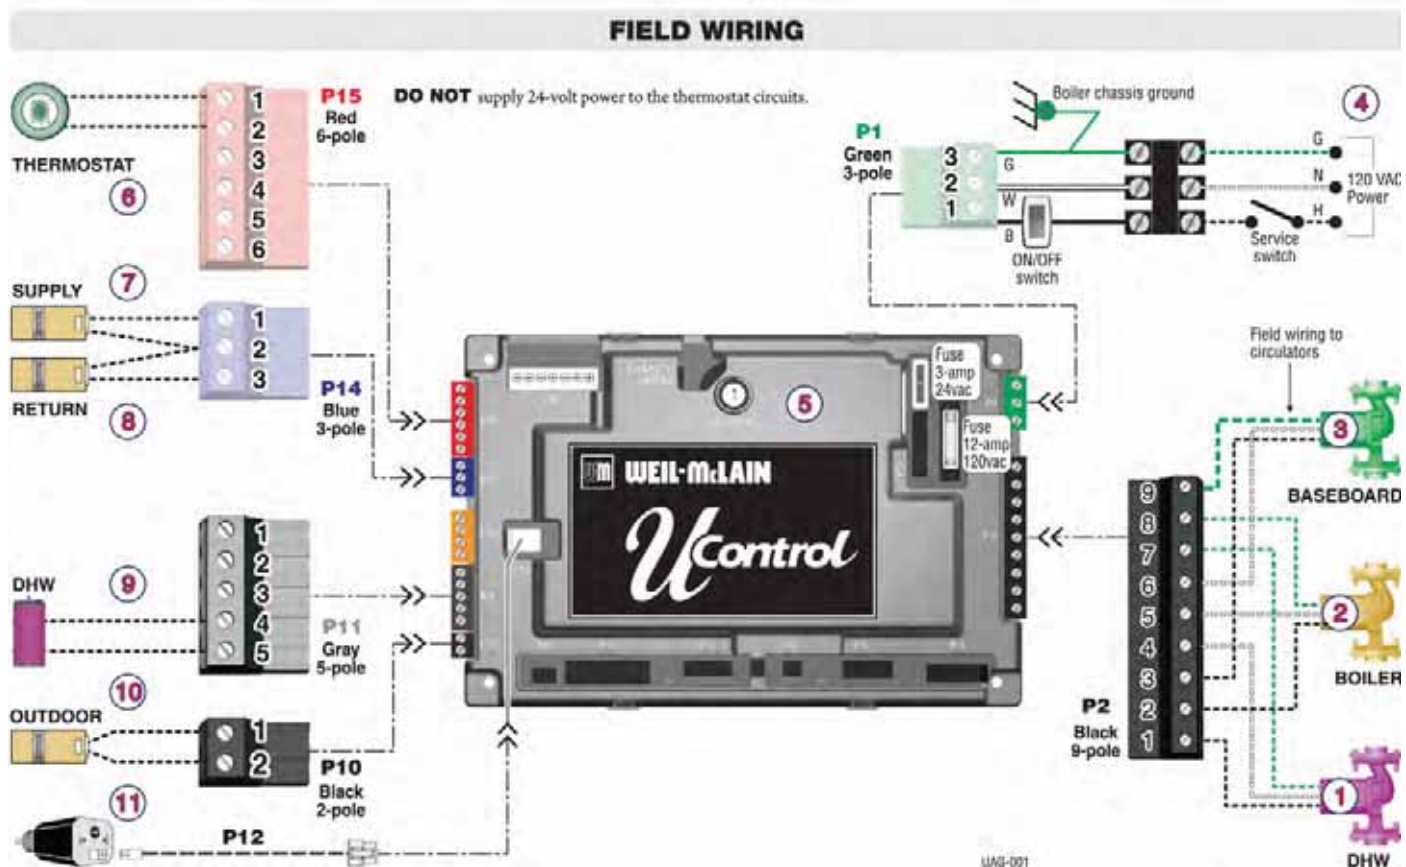 FIELD WIRING
THERMOSTAT
6
1
2
3
4
5
6
P15
Red
6-pole
DO NOT supply 24-volt power to the thermostat circuits.
P1
Green
3-pole
3
2
1
G
W
B
Boiler chassis ground
ON/OFF
switch
Service
switch
G
N
H
4
120 VAC
Power
7
SUPPLY
RETURN
8
1
2
3
P14
Blue
3-pole
5
1
Fuse
3-amp
24vac
Fuse
12-amp
120vac
WM WEIL-McLAIN
UControl
Field wiring to
circulators
3
BASEBOARD
2
BOILER
1
DHW
9
8
7
6
5
4
3
2
1
P2
Black
9-pole
9
DHW
1
2
3
4
5
P11
Gray
5-pole
10
OUTDOOR
1
2
P10
Black
2-pole
11
P12
UAG-001